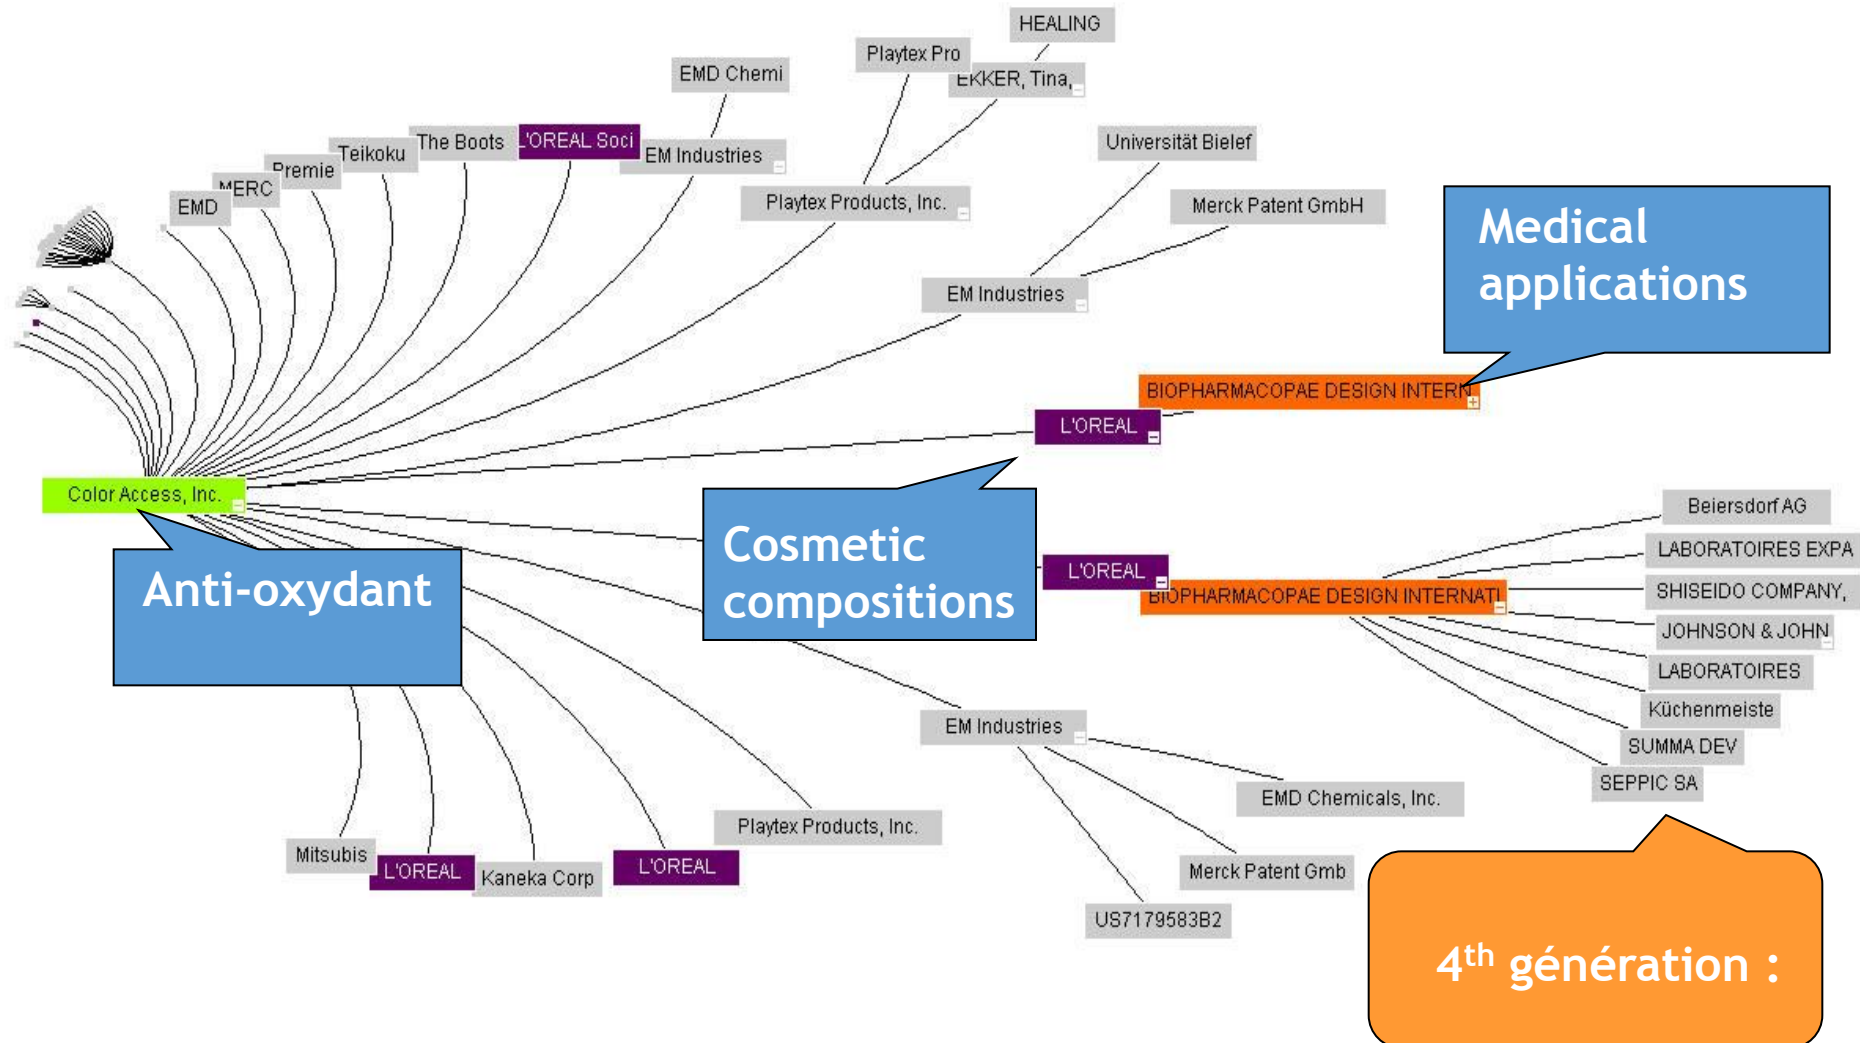 HEALING
Playtex Pro
EKKER, Tina,
EMD Chemi
Universität Bielef
The Boots
L'OREAL Soci
EM Industries
Teikoku
Premie
MERC
EMD
Playtex Products, Inc.
Merck Patent GmbH
EM Industries
Medical
applications
BIOPHARMACOPAE DESIGN INTERN
L'OREAL
Color Access, Inc.
Anti-oxydant
Cosmetic
compositions
L'OREAL
BIOPHARMACOPAE DESIGN INTERNATI
Beiersdorf AG
LABORATOIRES EXPA
SHISEIDO COMPANY,
JOHNSON & JOHN
LABORATOIRES
Küchenmeiste
SUMMA DEV
SEPPIC SA
EM Industries
EMD Chemicals, Inc.
Merck Patent Gmb
US7179583B2
Playtex Products, Inc.
L'OREAL
Kaneka Corp
L'OREAL
Mitsubis
4th génération :